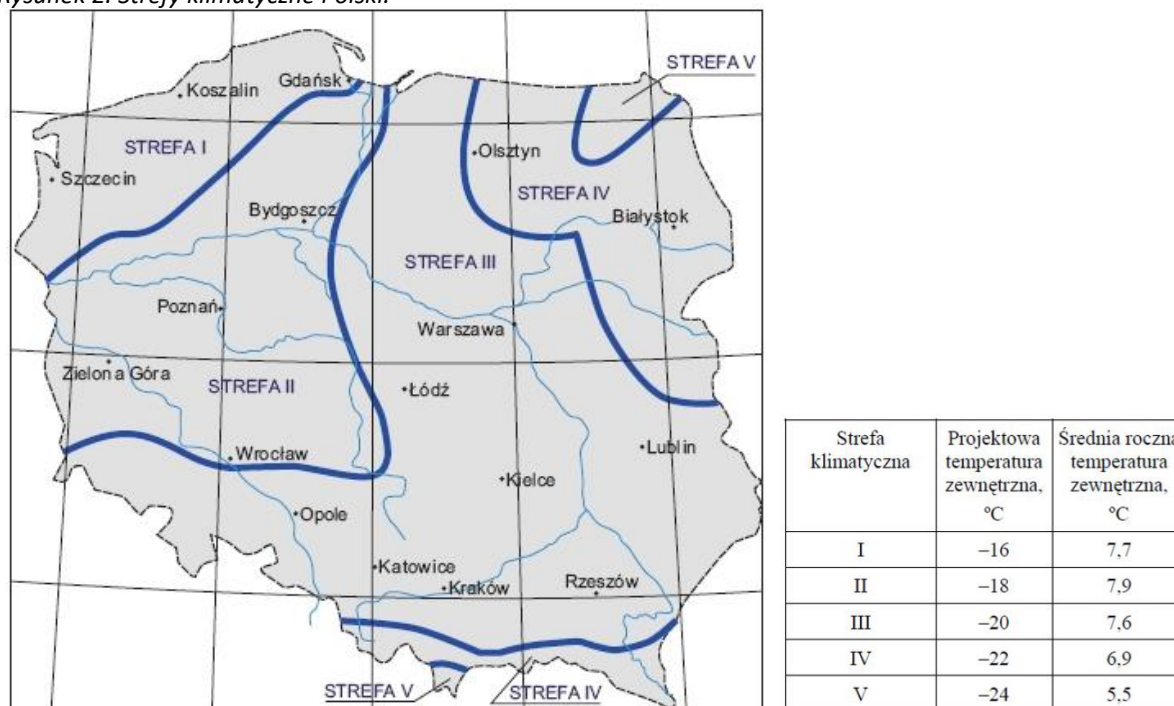 Rysunek 2. Strefy klimatyczne Polski.
STREFA V
Gdańsk
Koszalin
STREFA I
Olsztyn
Szczecin
STREFA IV
Bydgoszcz
Białystok
STREFA III
Poznań
Warszawa
Zielona Góra
STREFA II
Łódź
Wrocław
Lublin
Kielce
Opole
Katowice
Kraków
Rzeszów
STREFA V
STREFA IV
Strefa klimatyczna
Projektowa temperatura zewnętrzna, ºC
Średnia roczna temperatura zewnętrzna, ºC
I –16 7,7
II –18 7,9
III –20 7,6
IV –22 6,9
V –24 5,5